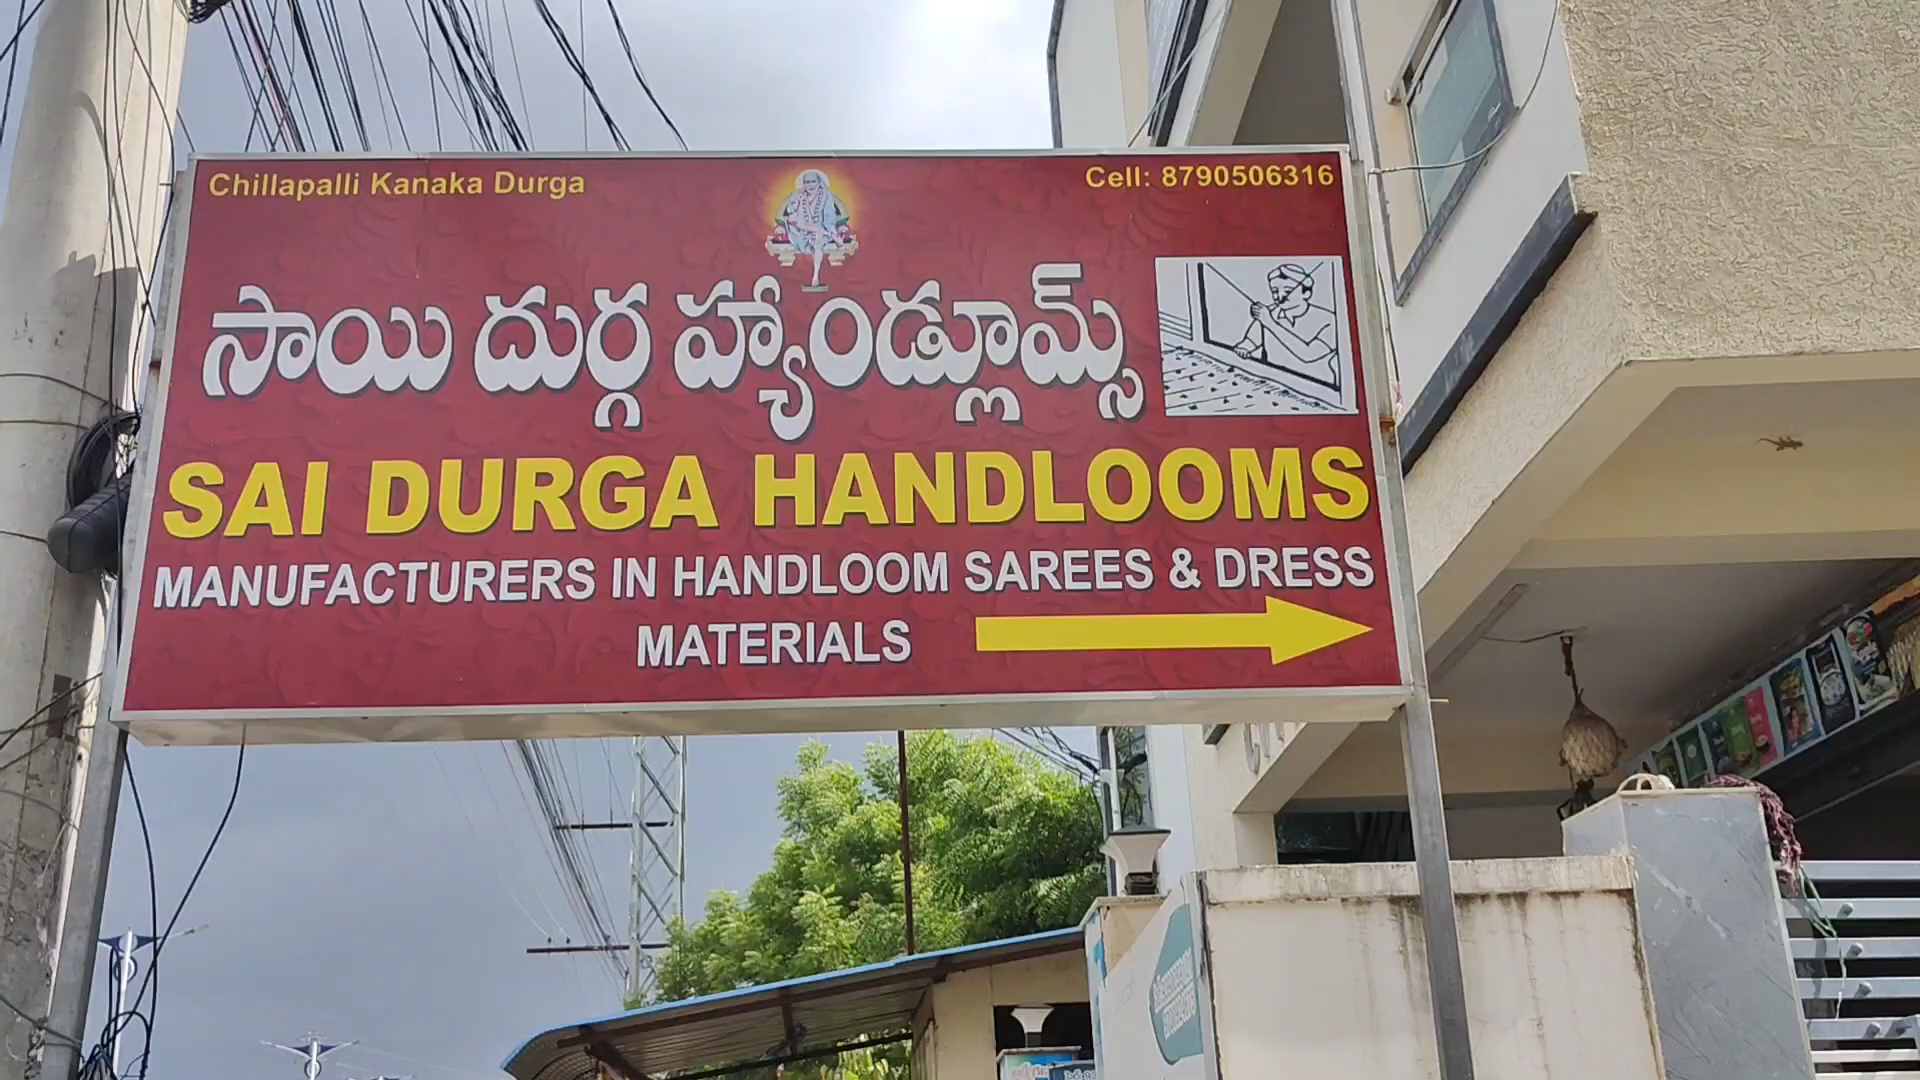 Chillapalli Kanaka Durga
Cell: 8790506316
సాయి దుర్గ హ్యాండ్లూమ్స్
SAI DURGA HANDLOOMS
MANUFACTURERS IN HANDLOOM SAREES & DRESS
MATERIALS